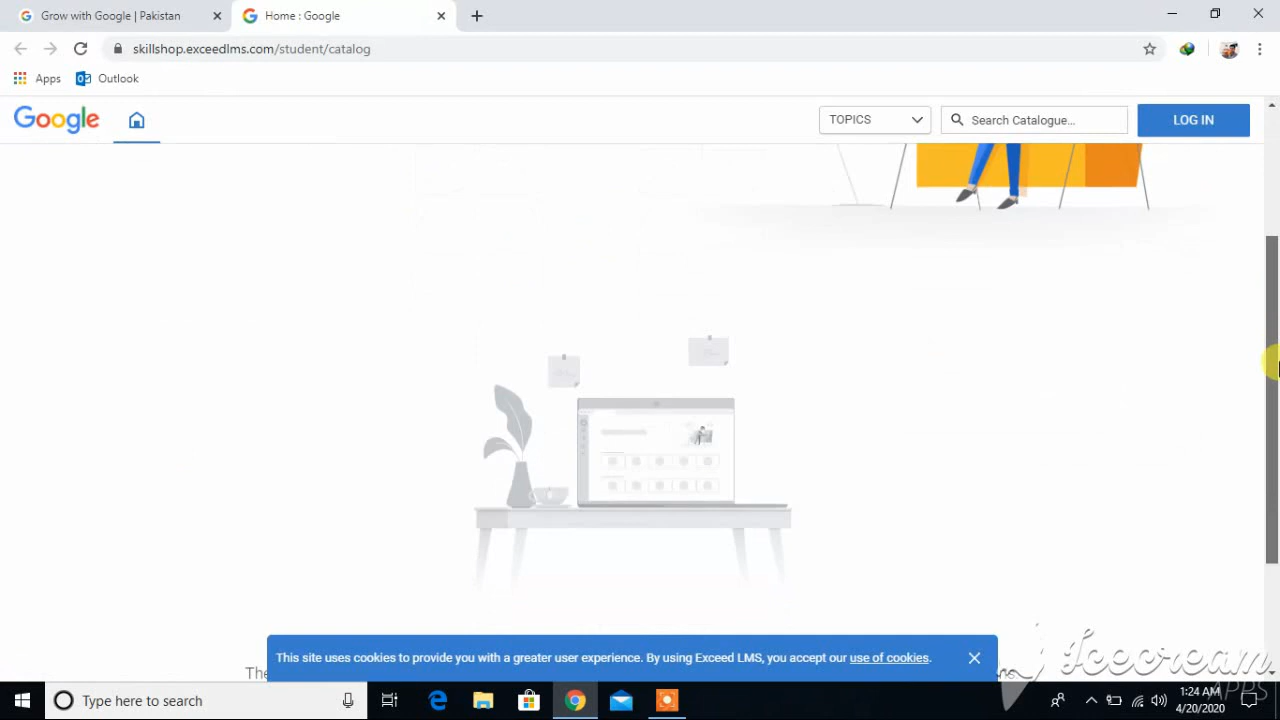 Grow with Google | Pakistan
Home : Google
skillshop.exceedlms.com/student/catalog
Apps
Outlook
Google
TOPICS
Search Catalogue...
LOG IN
This site uses cookies to provide you with a greater user experience. By using Exceed LMS, you accept our use of cookies.
Icecream
APPS
Type here to search
1:24 AM
4/20/2020